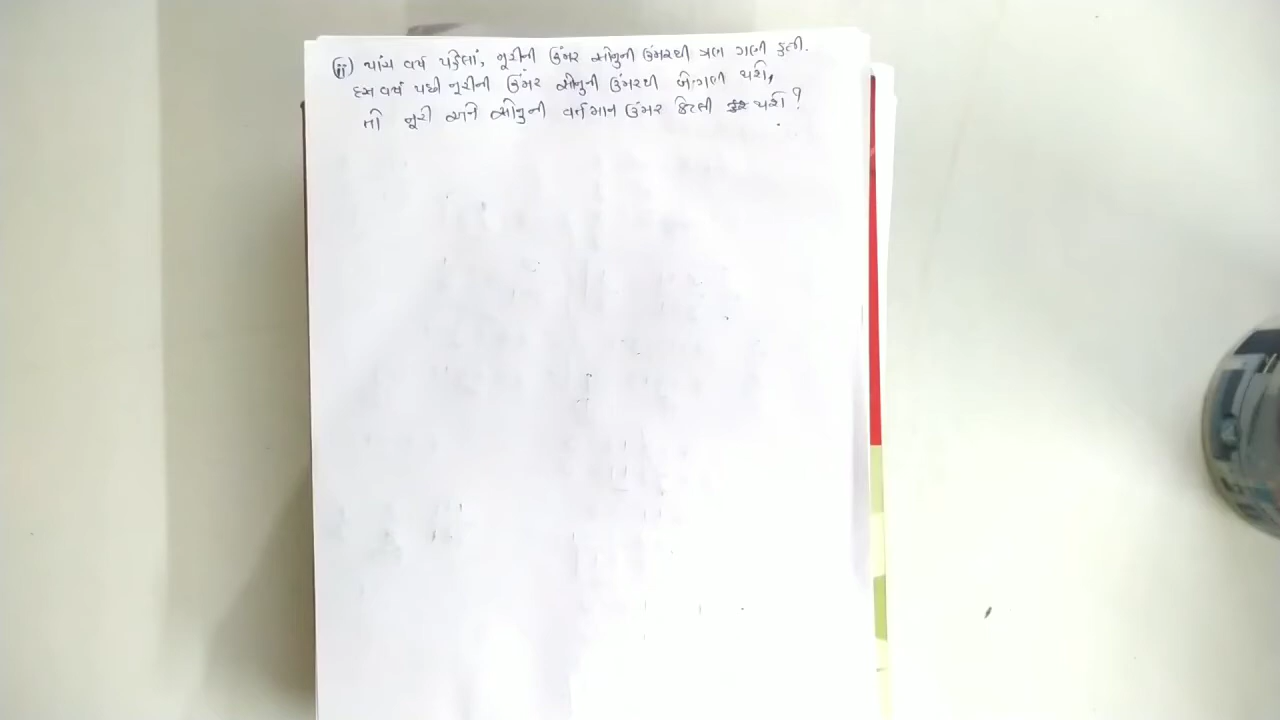 (ii) પાંચ વર્ષ પહેલાં, નૂરીની ઉંમર સોનુની ઉંમરથી ત્રણ ગણી હતી.
દસ વર્ષ પછી નૂરીની ઉંમર સોનુની ઉંમરથી બેગણી થશે,
તો નૂરી અને સોનુની વર્તમાન ઉંમર કેટલી થશે?